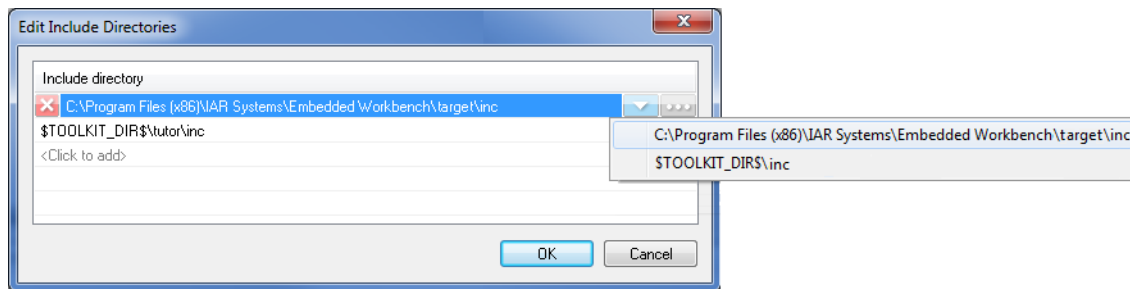 Edit Include Directories
Include directory
C:\Program Files (x86)\IAR Systems\Embedded Workbench\target\inc
$TOOLKIT_DIR$\tutor\inc
<Click to add>
C:\Program Files (x86)\IAR Systems\Embedded Workbench\target\inc
$TOOLKIT_DIR$\inc
OK Cancel